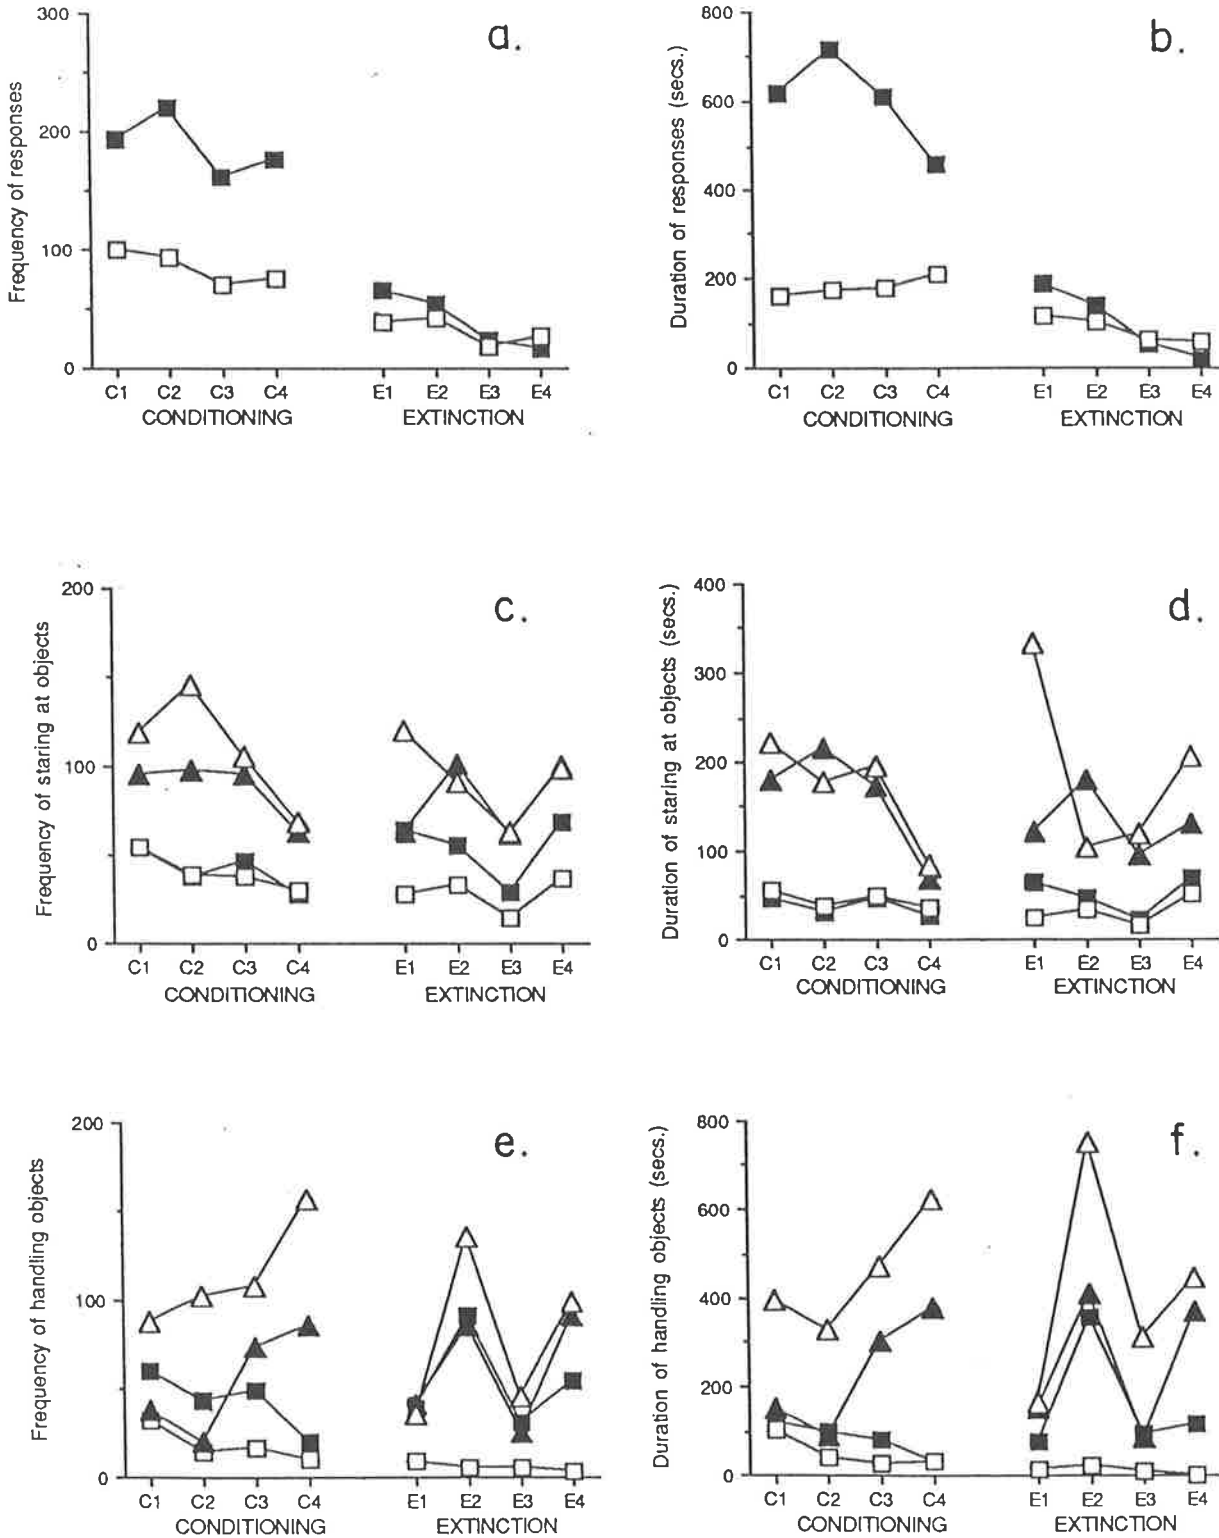 a.
Frequency of responses
300
200
100
0
C1 C2 C3 C4 E1 E2 E3 E4
CONDITIONING EXTINCTION
b.
Duration of responses (secs.)
800
600
400
200
0
C1 C2 C3 C4 E1 E2 E3 E4
CONDITIONING EXTINCTION
c.
Frequency of staring at objects
200
100
0
C1 C2 C3 C4 E1 E2 E3 E4
CONDITIONING EXTINCTION
d.
Duration of staring at objects (secs.)
400
300
200
100
0
C1 C2 C3 C4 E1 E2 E3 E4
CONDITIONING EXTINCTION
e.
Frequency of handling objects
200
100
0
C1 C2 C3 C4 E1 E2 E3 E4
CONDITIONING EXTINCTION
f.
Duration of handling objects (secs.)
800
600
400
200
0
C1 C2 C3 C4 E1 E2 E3 E4
CONDITIONING EXTINCTION